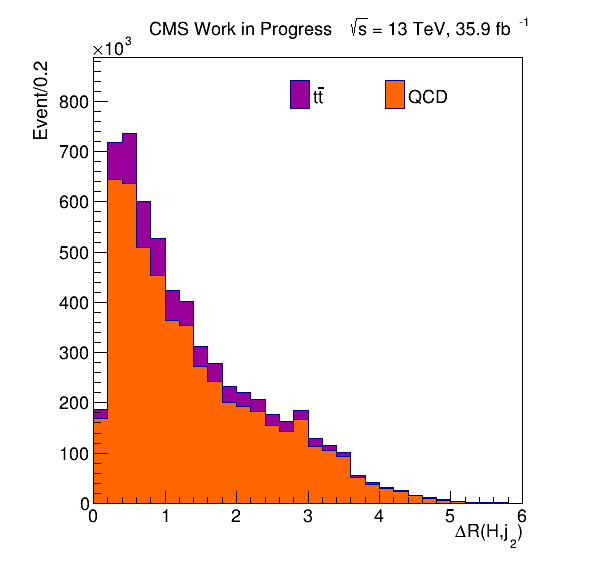 CMS Work in Progress √s = 13 TeV, 35.9 fb⁻¹
×10³
Event/0.2
tt̄
QCD
800
700
600
500
400
300
200
100
0
0 1 2 3 4 5 6
ΔR(H,j₂)